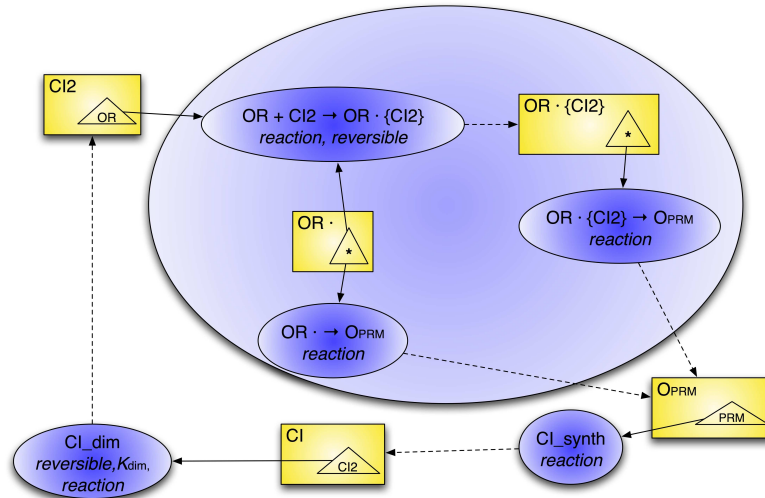 CI2
OR
OR + CI2 → OR · {CI2}
reaction, reversible
OR · {CI2}
*
OR · {CI2} → OPRM
reaction
OR ·
*
OR · → OPRM
reaction
OPRM
PRM
CI_synth
reaction
CI
CI2
CI_dim
reversible,Kdim,
reaction